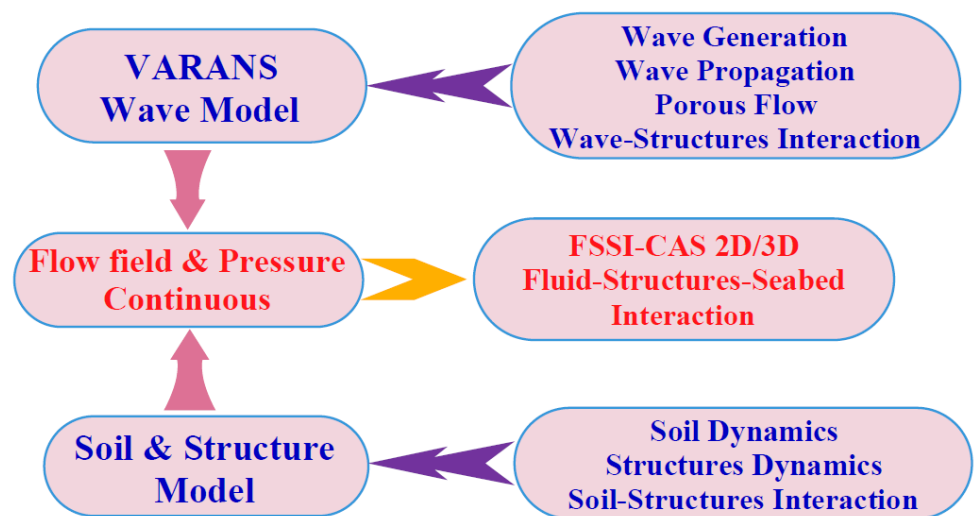 VARANS
Wave Model
Wave Generation
Wave Propagation
Porous Flow
Wave-Structures Interaction
Flow field & Pressure
Continuous
FSSI-CAS 2D/3D
Fluid-Structures-Seabed
Interaction
Soil & Structure
Model
Soil Dynamics
Structures Dynamics
Soil-Structures Interaction